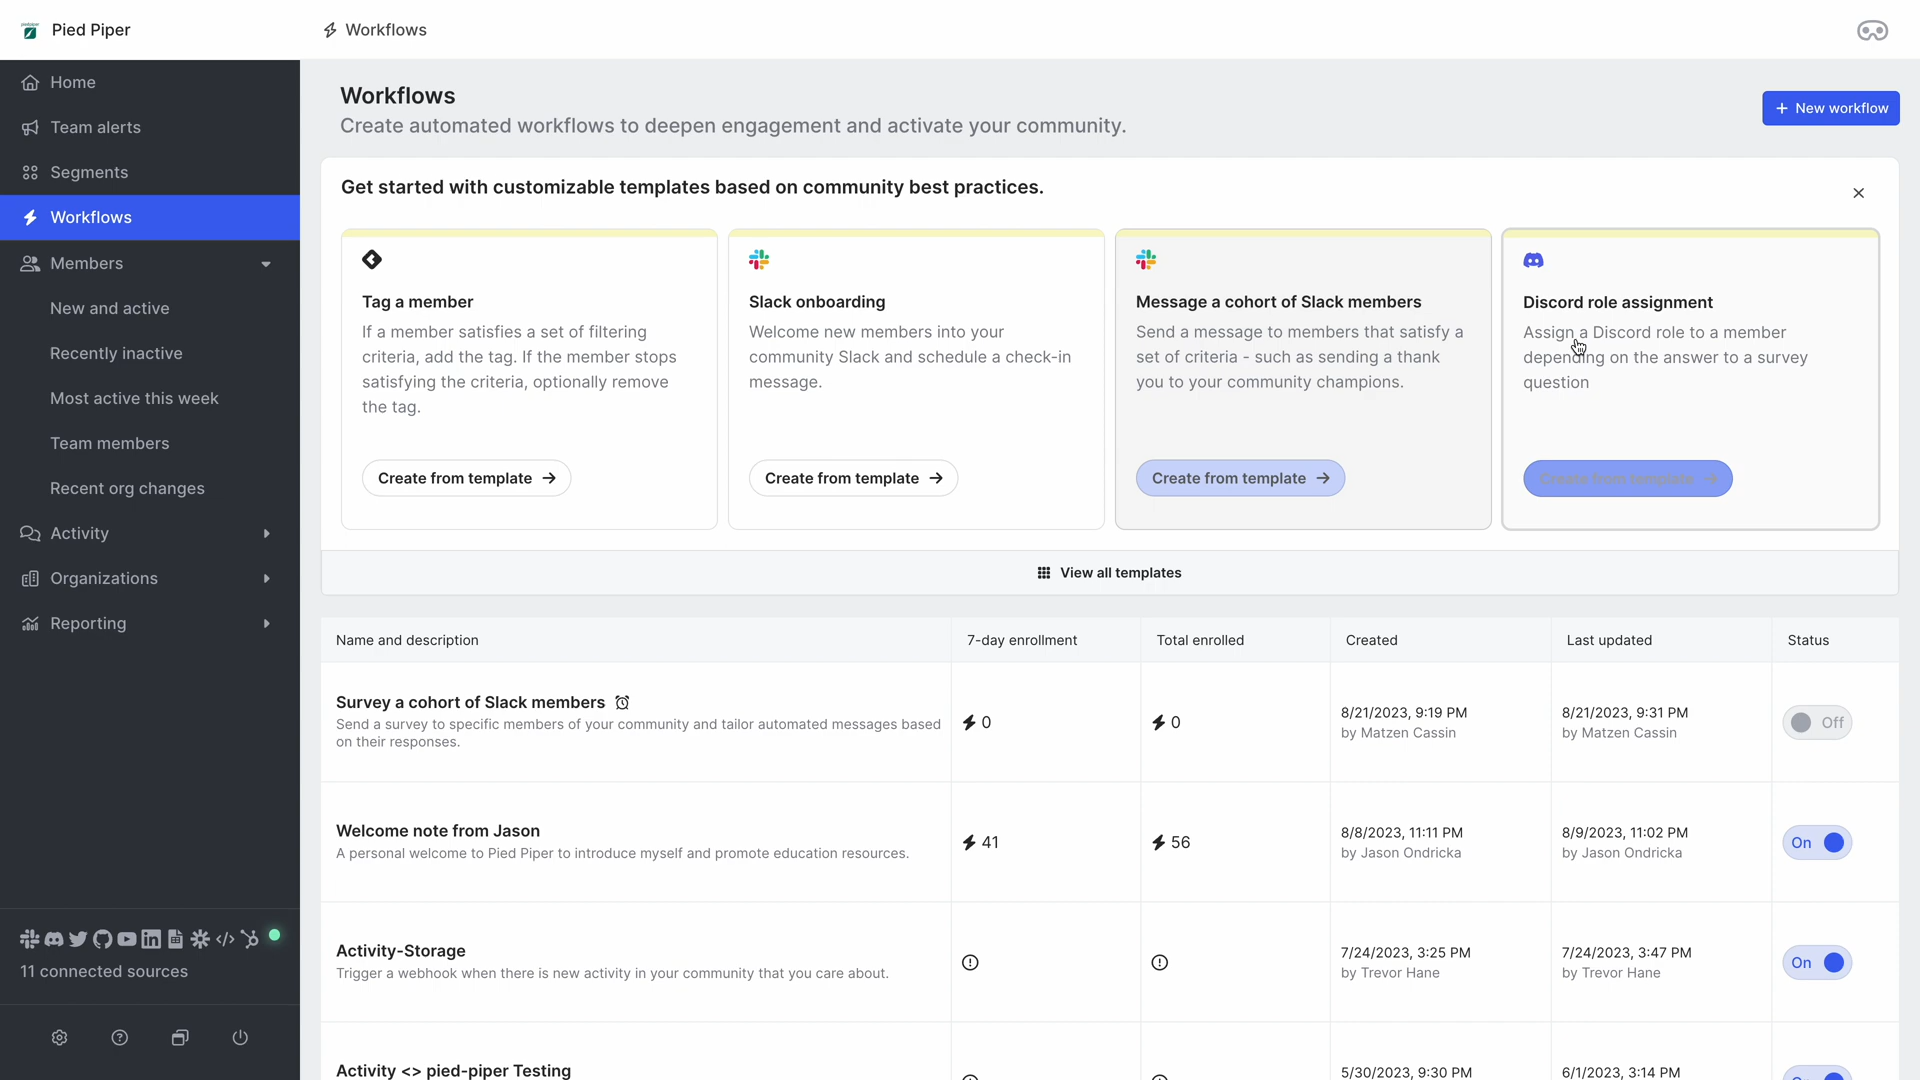 Pied Piper
Workflows
Home
Team alerts
Segments
Workflows
Members
New and active
Recently inactive
Most active this week
Team members
Recent org changes
Activity
Organizations
Reporting
11 connected sources
Workflows
Create automated workflows to deepen engagement and activate your community.
New workflow
Get started with customizable templates based on community best practices.
Tag a member
If a member satisfies a set of filtering
criteria, add the tag. If the member stops
satisfying the criteria, optionally remove
the tag.
Create from template
Slack onboarding
Welcome new members into your
community Slack and schedule a check-in
message.
Create from template
Message a cohort of Slack members
Send a message to members that satisfy a
set of criteria - such as sending a thank
you to your community champions.
Create from template
Discord role assignment
Assign a Discord role to a member
depending on the answer to a survey
question
Create from template
View all templates
Name and description
7-day enrollment
Total enrolled
Created
Last updated
Status
Survey a cohort of Slack members
Send a survey to specific members of your community and tailor automated messages based
on their responses.
0
0
8/21/2023, 9:19 PM
by Matzen Cassin
8/21/2023, 9:31 PM
by Matzen Cassin
Off
Welcome note from Jason
A personal welcome to Pied Piper to introduce myself and promote education resources.
41
56
8/8/2023, 11:11 PM
by Jason Ondricka
8/9/2023, 11:02 PM
by Jason Ondricka
On
Activity-Storage
Trigger a webhook when there is new activity in your community that you care about.
7/24/2023, 3:25 PM
by Trevor Hane
7/24/2023, 3:47 PM
by Trevor Hane
On
Activity <> pied-piper Testing
5/30/2023, 9:30 PM
6/1/2023, 3:14 PM